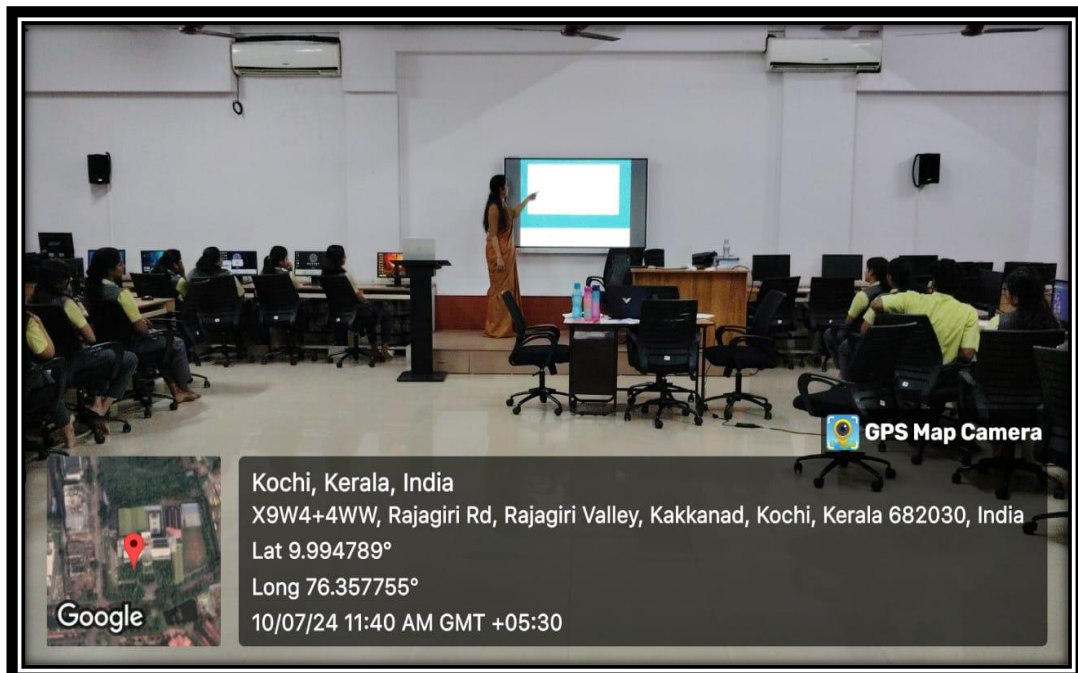 GPS Map Camera
Kochi, Kerala, India
X9W4+4WW, Rajagiri Rd, Rajagiri Valley, Kakkanad, Kochi, Kerala 682030, India
Lat 9.994789°
Long 76.357755°
10/07/24 11:40 AM GMT +05:30
Google